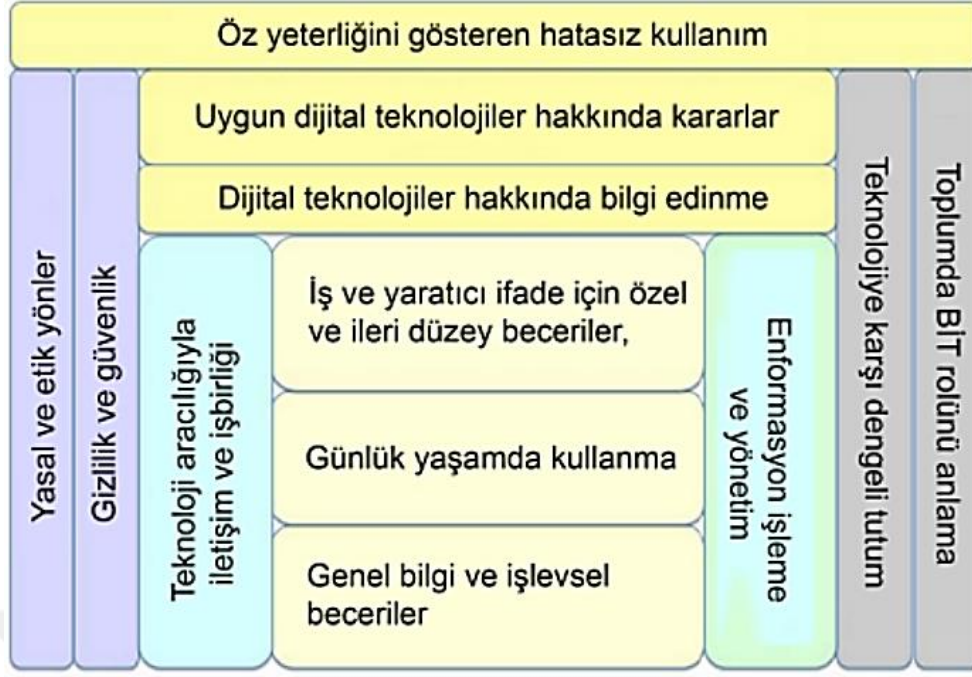 Öz yeterliğini gösteren hatasız kullanım
Uygun dijital teknolojiler hakkında kararlar
Dijital teknolojiler hakkında bilgi edinme
Yasal ve etik yönler
Gizlilik ve güvenlik
Teknoloji aracılığıyla
iletişim ve işbirliği
İş ve yaratıcı ifade için özel
ve ileri düzey beceriler,
Günlük yaşamda kullanma
Genel bilgi ve işlevsel
beceriler
Enformasyon işleme
ve yönetim
Teknolojiye karşı dengeli tutum
Toplumda BİT rolünü anlama